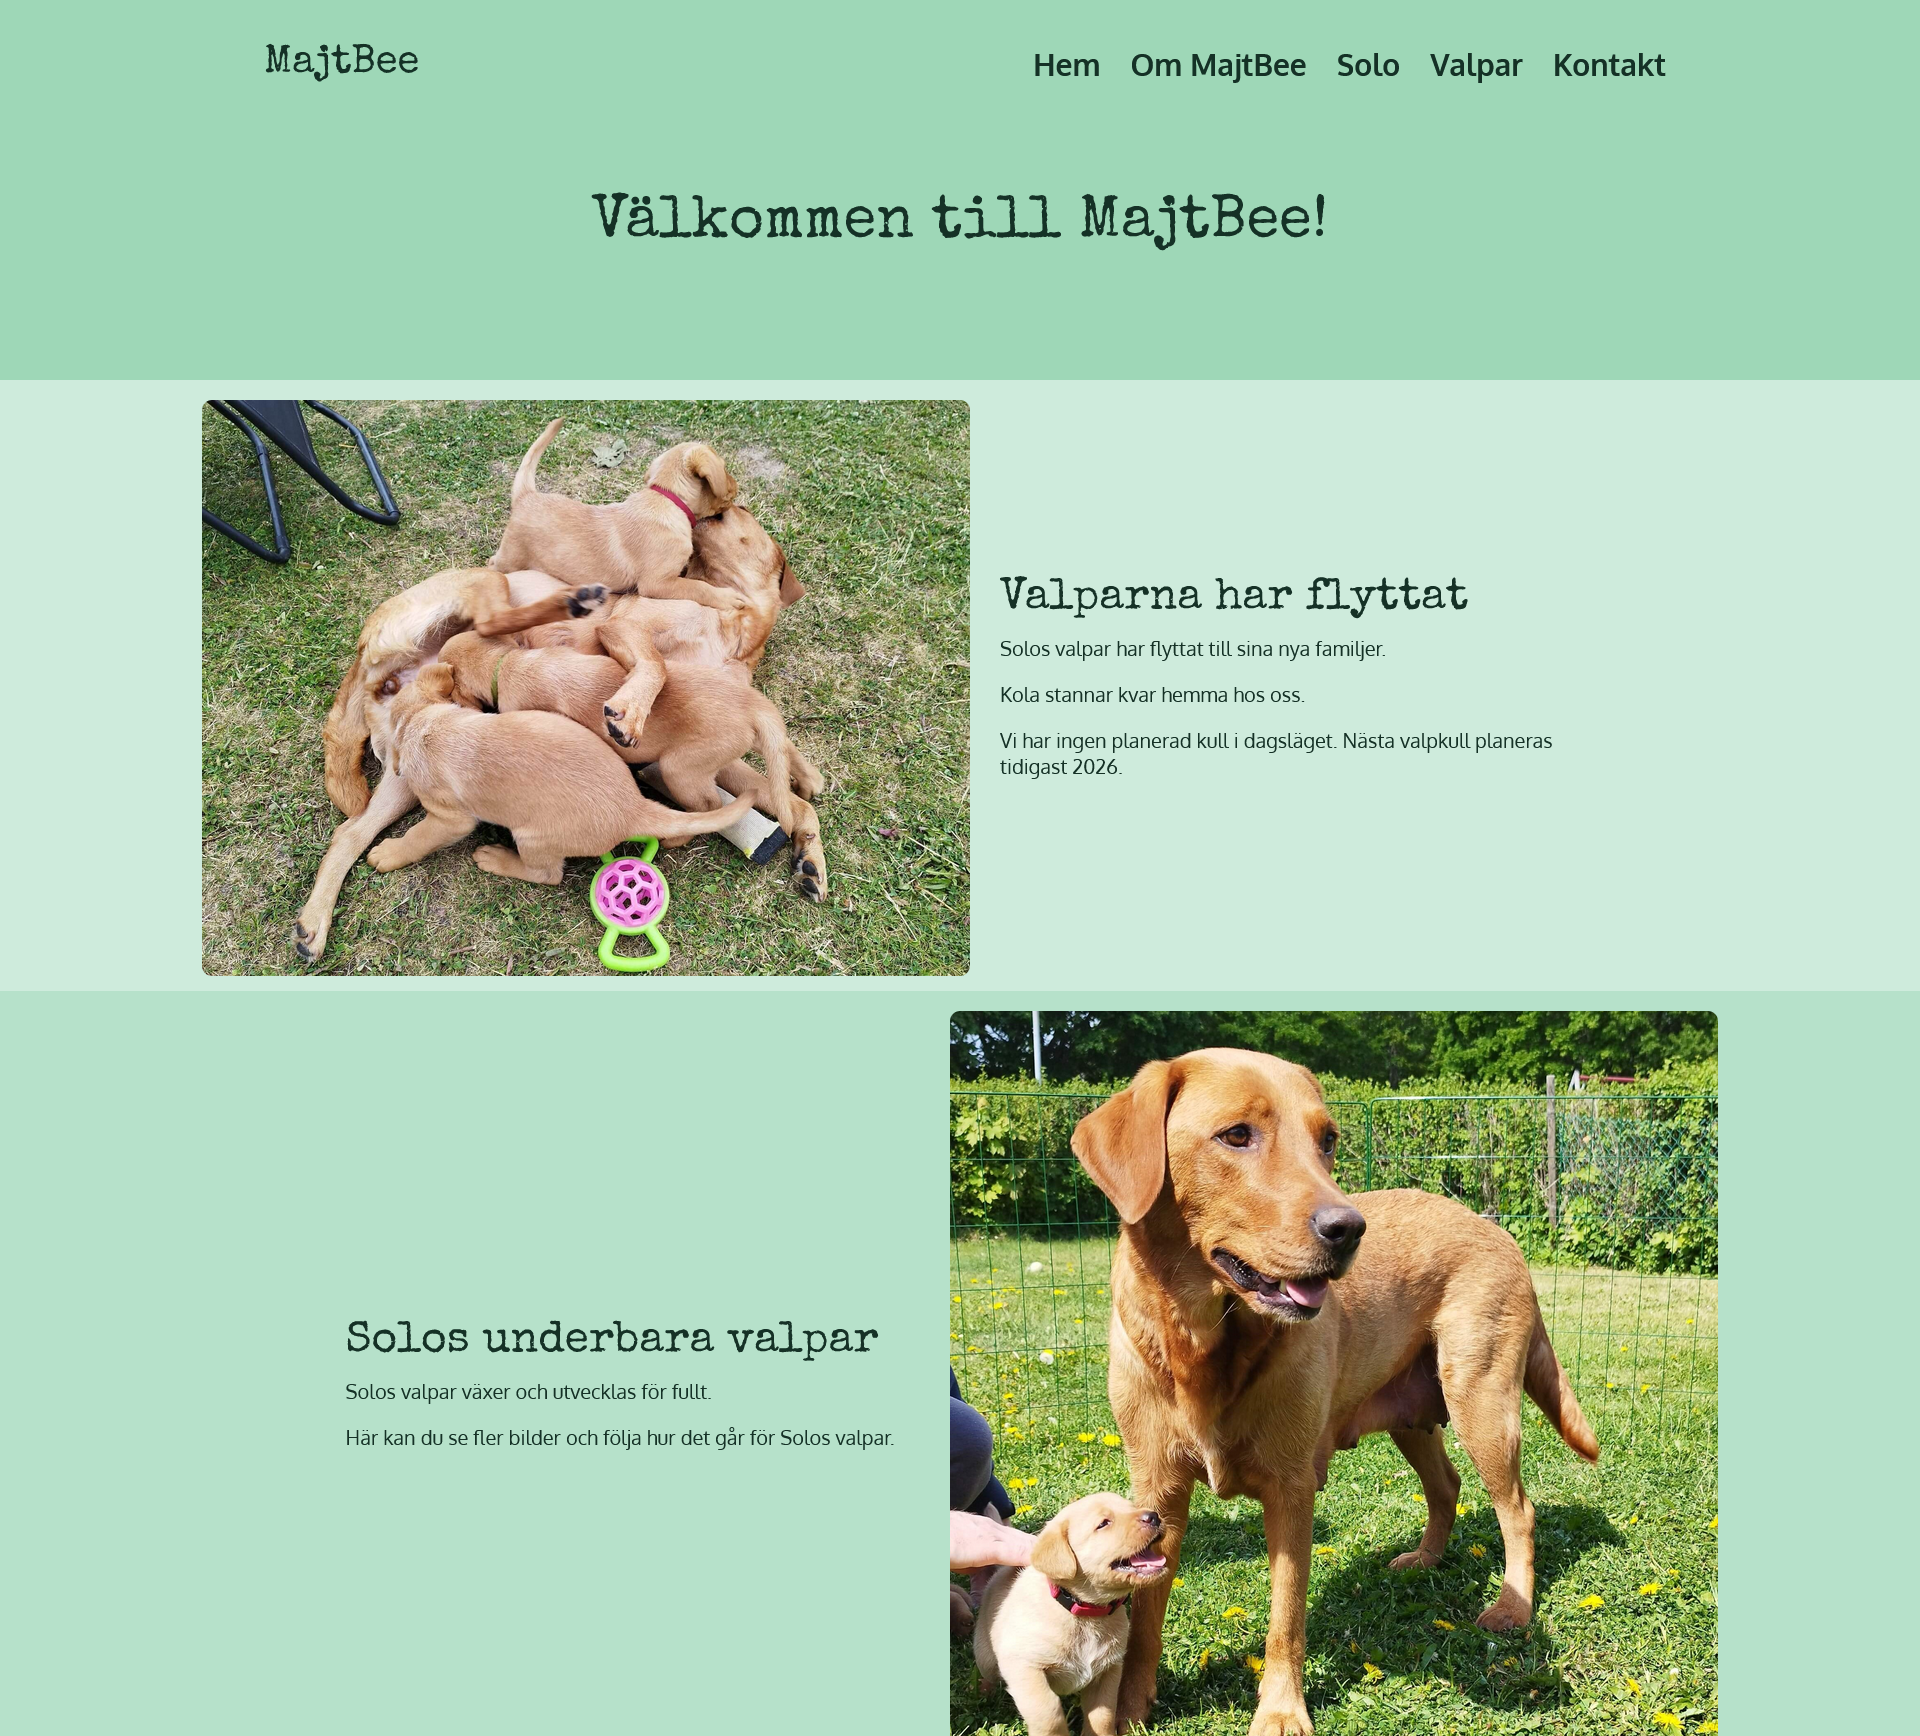 MajtBee
Hem Om MajtBee Solo Valpar Kontakt
Välkommen till MajtBee!
Valparna har flyttat
Solos valpar har flyttat till sina nya familjer.
Kola stannar kvar hemma hos oss.
Vi har ingen planerad kull i dagsläget. Nästa valpkull planeras
tidigast 2026.
Solos underbara valpar
Solos valpar växer och utvecklas för fullt.
Här kan du se fler bilder och följa hur det går för Solos valpar.